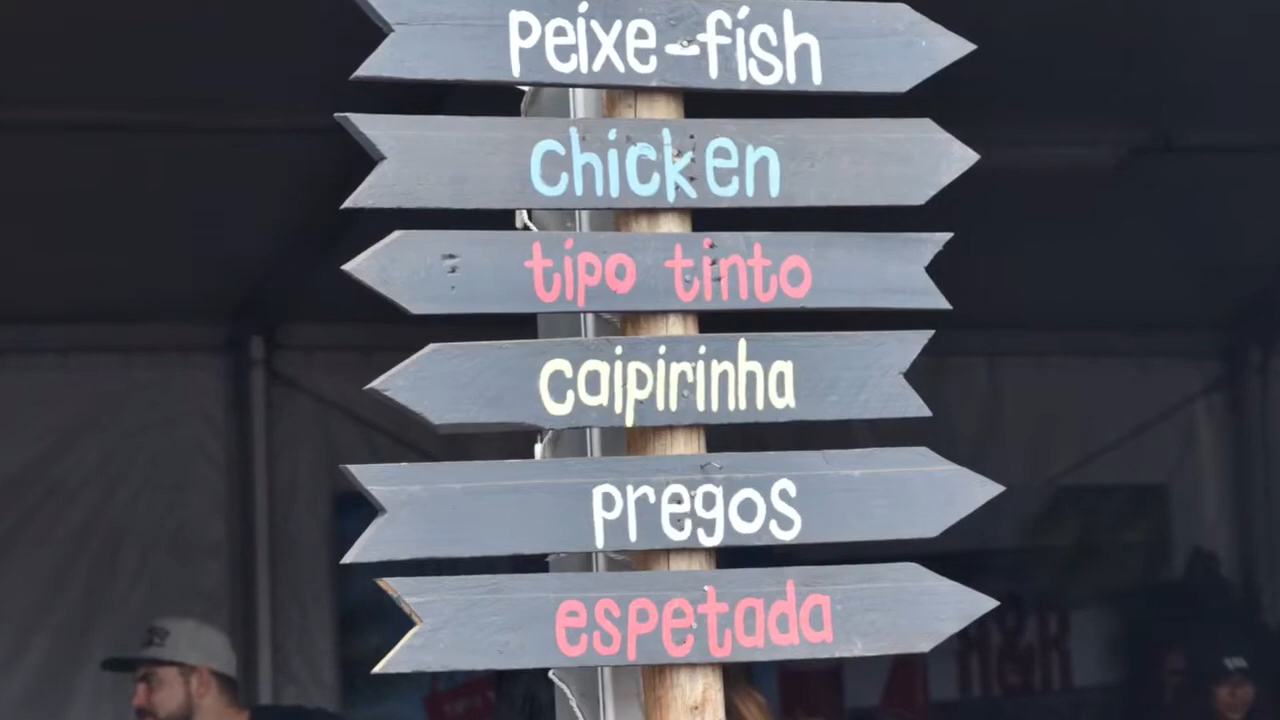 peixe-fish
chicken
tipo tinto
caipirinha
pregos
espetada